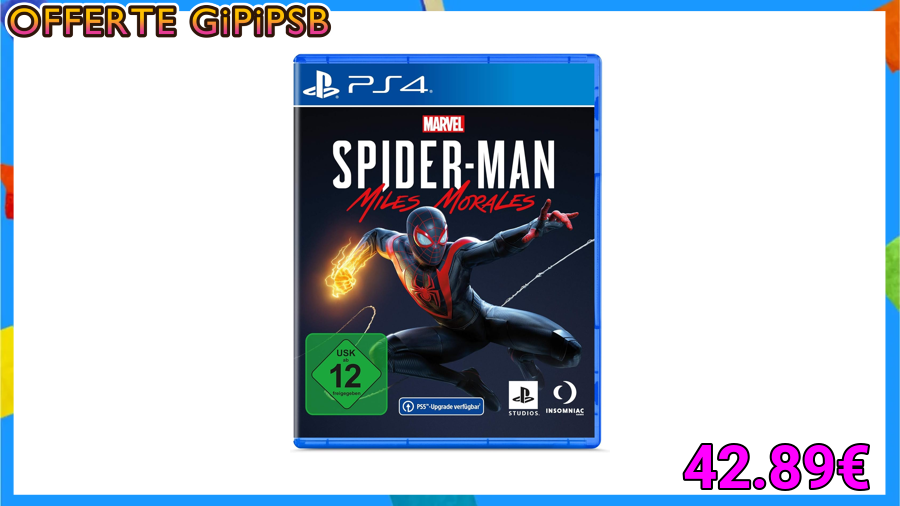 OFFERTE GiPiPSB
PS4
MARVEL
SPIDER-MAN
MILES MORALES
USK
ab
12
freigegeben
PS5™-Upgrade verfügbar
STUDIOS
INSOMNIAC
42.89€